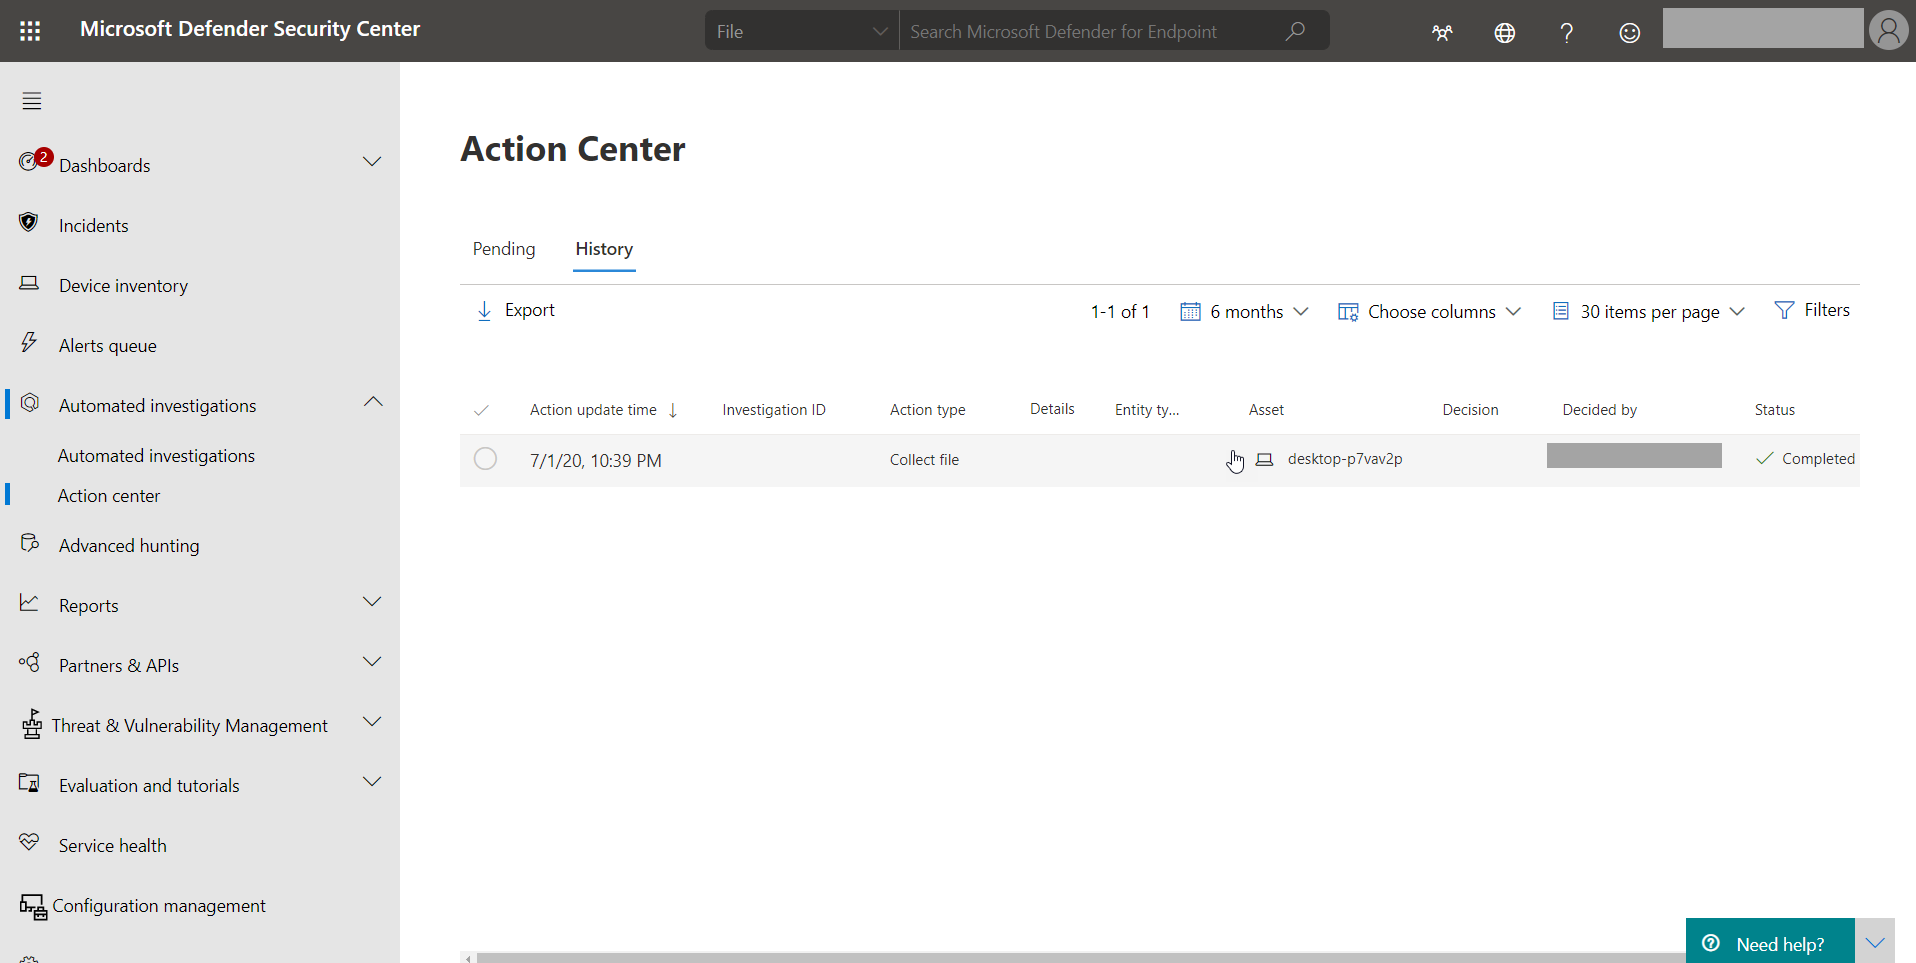 Microsoft Defender Security Center
File
Search Microsoft Defender for Endpoint
?
2
Dashboards
Incidents
Device inventory
Alerts queue
Automated investigations
Automated investigations
Action center
Advanced hunting
Reports
Partners & APIs
Threat & Vulnerability Management
Evaluation and tutorials
Service health
Configuration management
Action Center
Pending History
Export 1-1 of 1 6 months Choose columns 30 items per page Filters
Action update time Investigation ID Action type Details Entity ty... Asset Decision Decided by Status
7/1/20, 10:39 PM Collect file desktop-p7vav2p Completed
Need help?